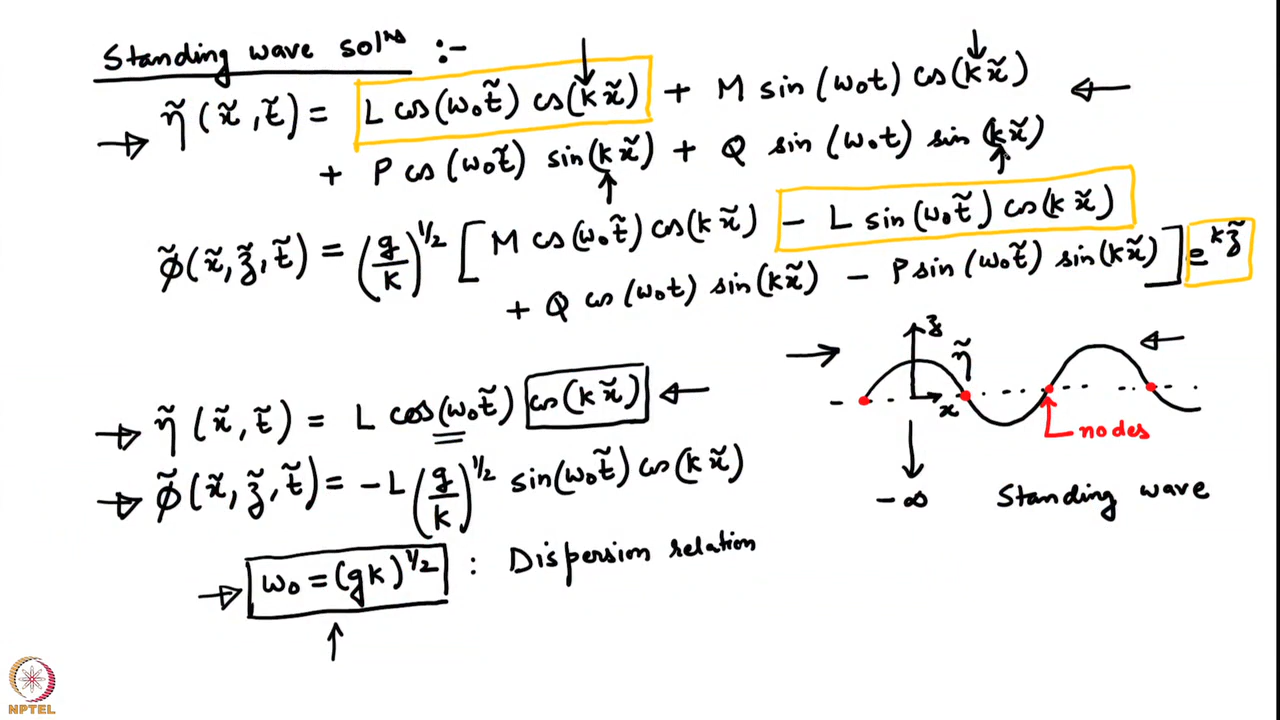 Standing wave solⁿˢ :-
η̃(x̃,t̃) = L cos(ω₀t̃) cos(k̃x̃) + M sin(ω₀t) cos(kx̃)
+ P cos(ω₀t̃) sin(kx̃) + Q sin(ω₀t) sin(kx̃)
φ̃(x̃,z̃,t̃) = (g/k)^1/2 [ M cos(ω₀t̃) cos(kx̃) - L sin(ω₀t̃) cos(kx̃)
+ Q cos(ω₀t) sin(kx̃) - P sin(ω₀t̃) sin(kx̃) ] e^kz̃
z
η̃
x
nodes
-∞
Standing wave
η̃(x̃,t̃) = L cos(ω₀t̃) cos(kx̃)
φ̃(x̃,z̃,t̃) = -L (g/k)^1/2 sin(ω₀t̃) cos(kx̃)
ω₀ = (gk)^1/2 : Dispersion relation
NPTEL